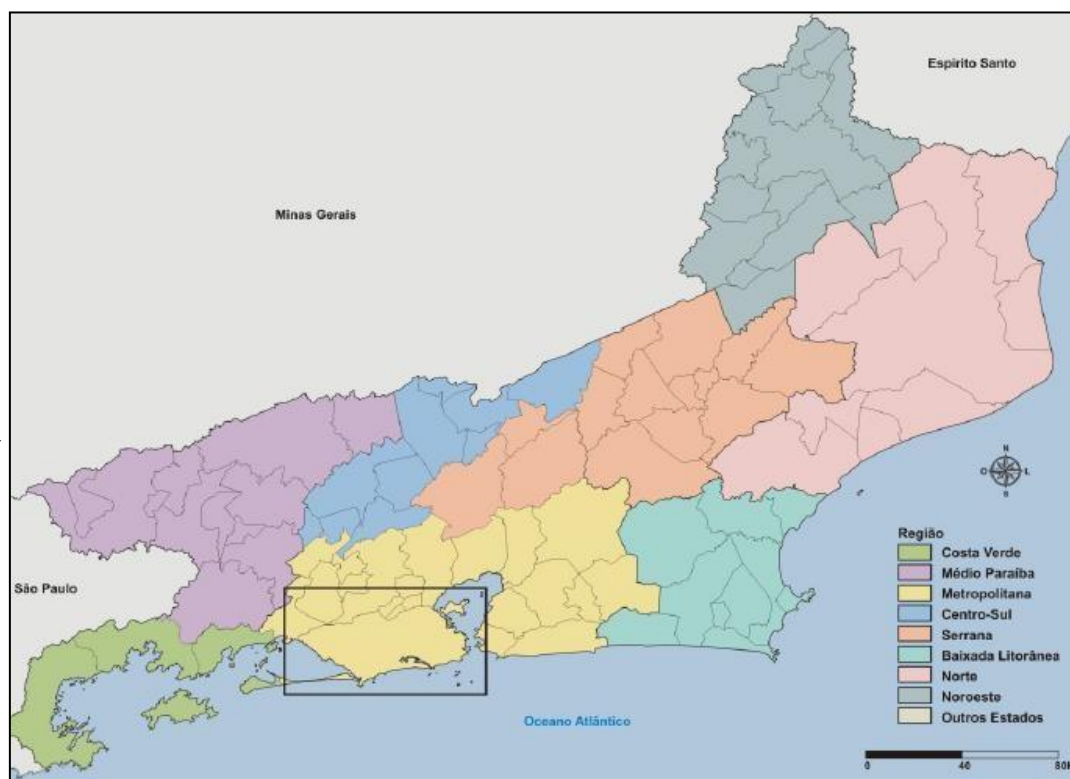 Espirito Santo
Minas Gerais
N
O L
S
São Paulo
Região
Costa Verde
Médio Paraíba
Metropolitana
Centro-Sul
Serrana
Baixada Litorânea
Norte
Noroeste
Outros Estados
Oceano Atlântico
0 40